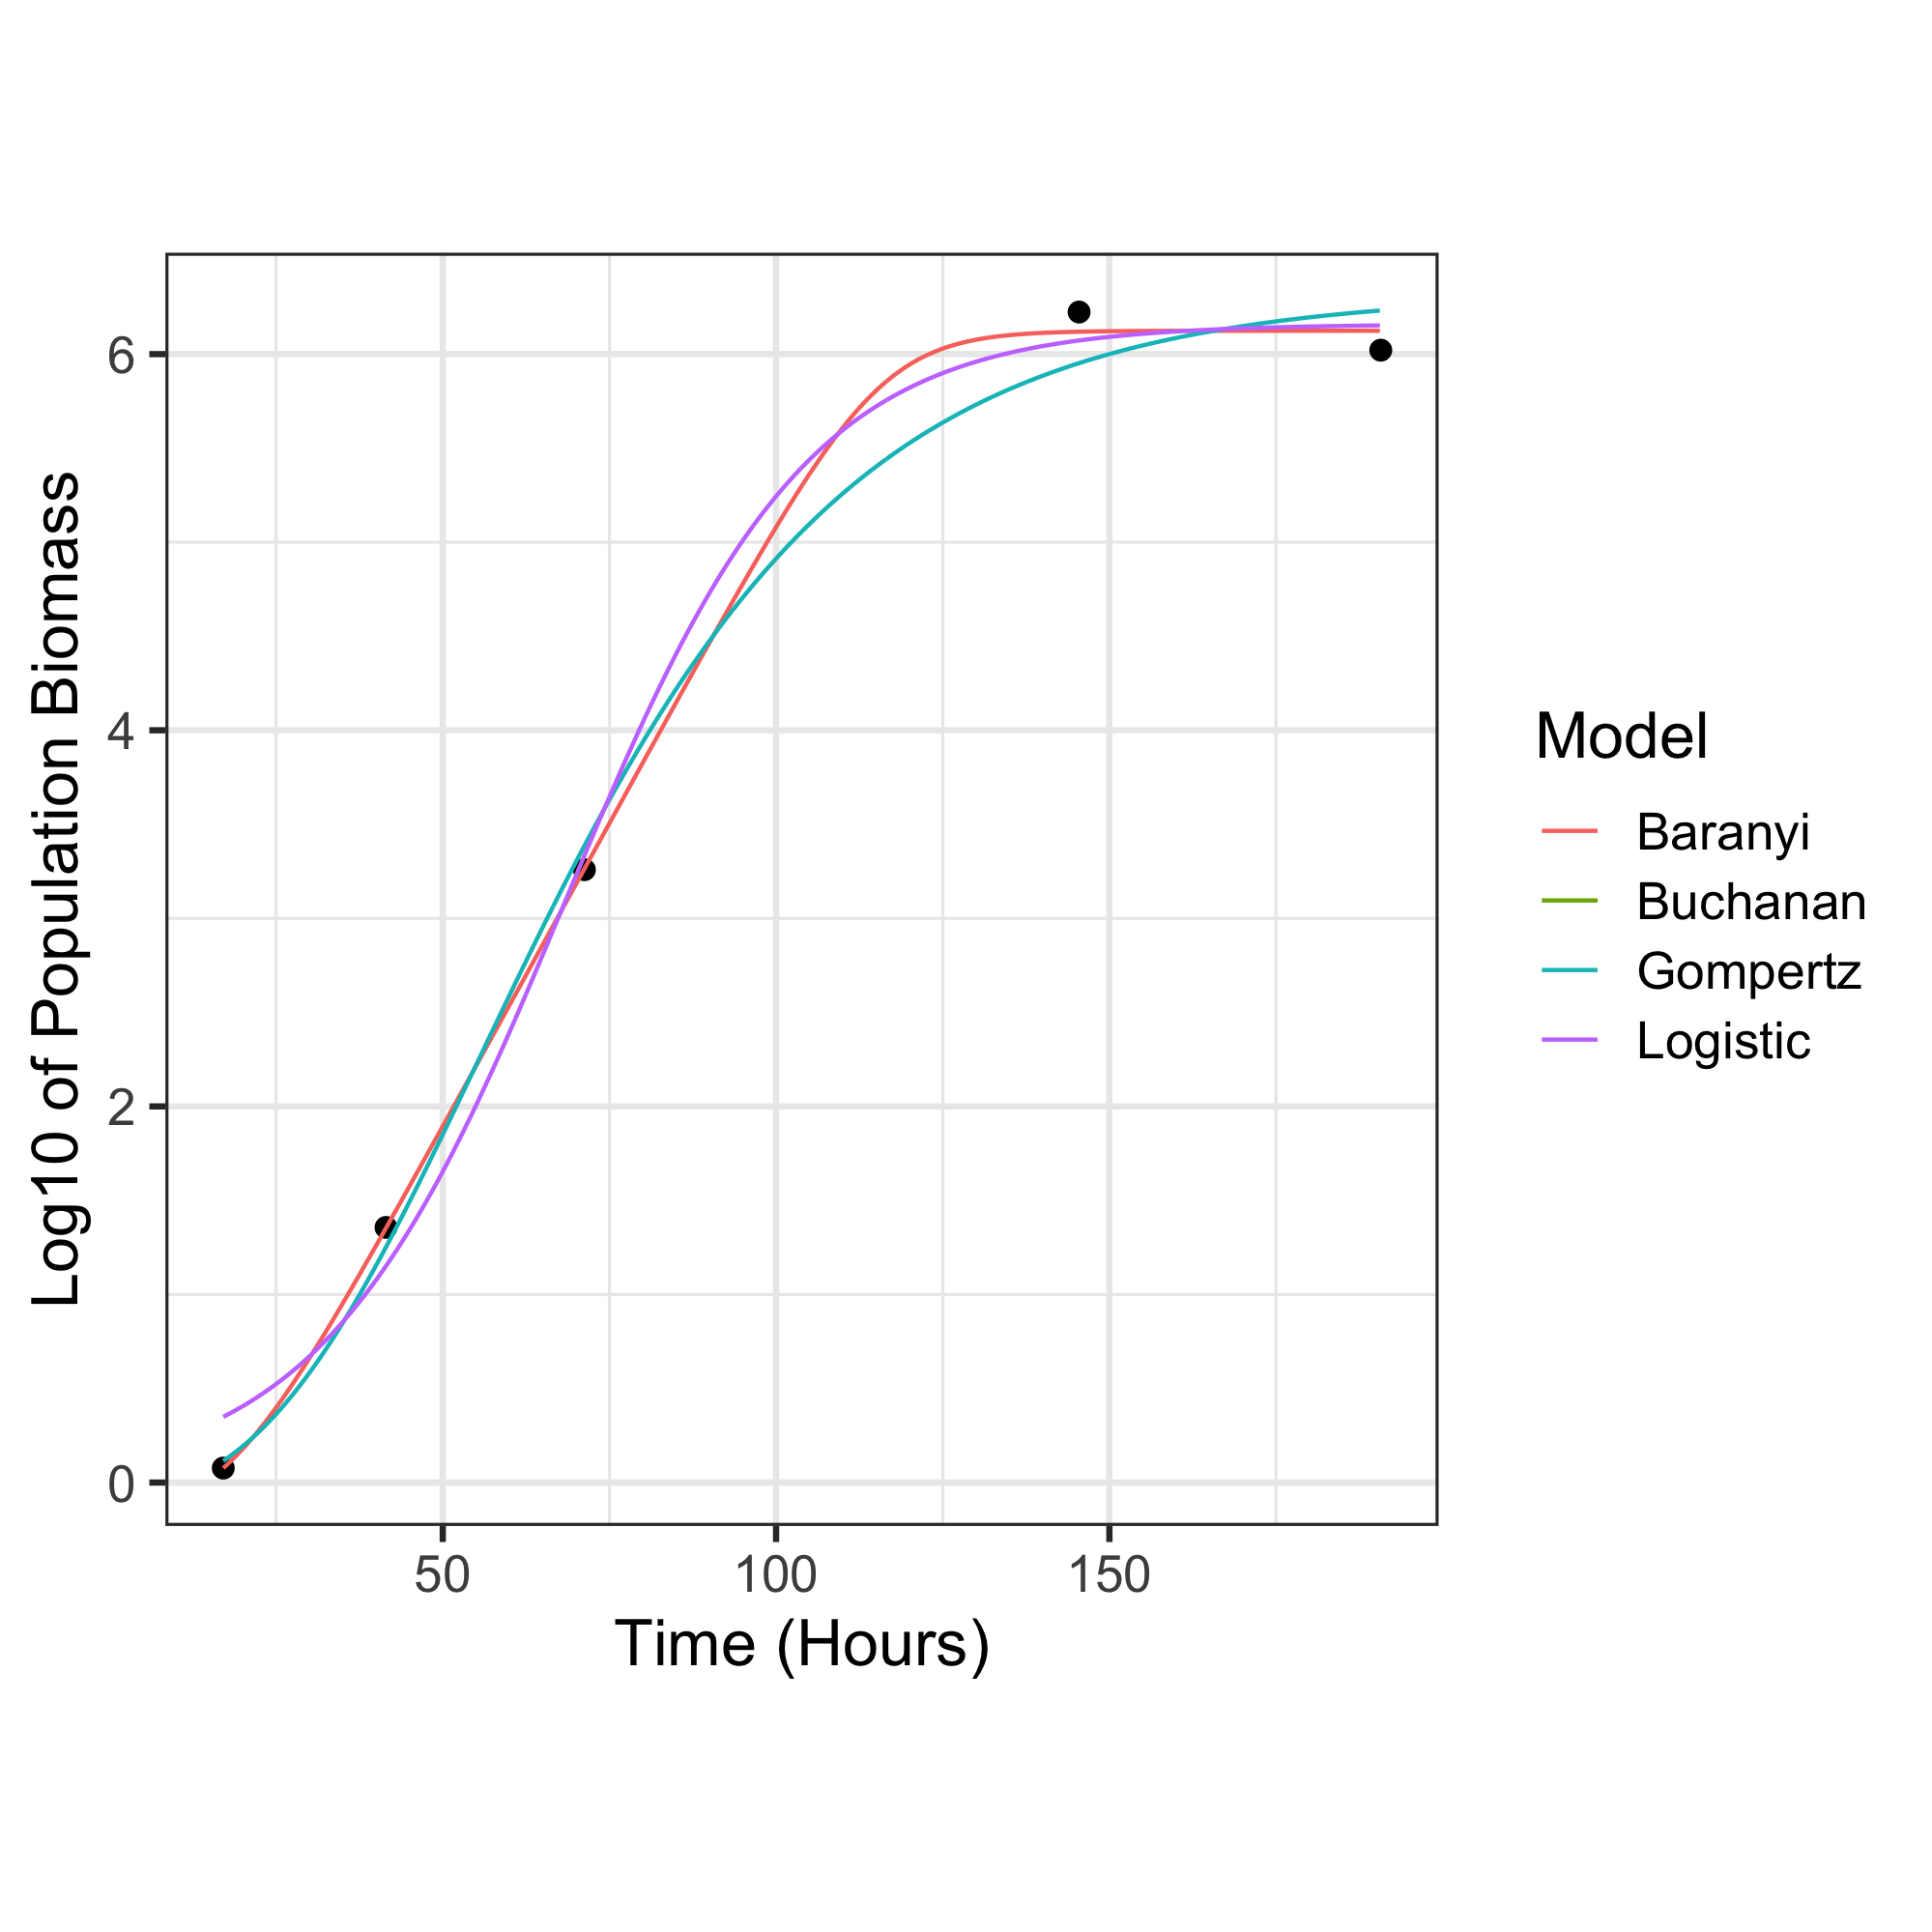 Log10 of Population Biomass
6
4
2
0
50 100 150
Time (Hours)
Model
Baranyi
Buchanan
Gompertz
Logistic